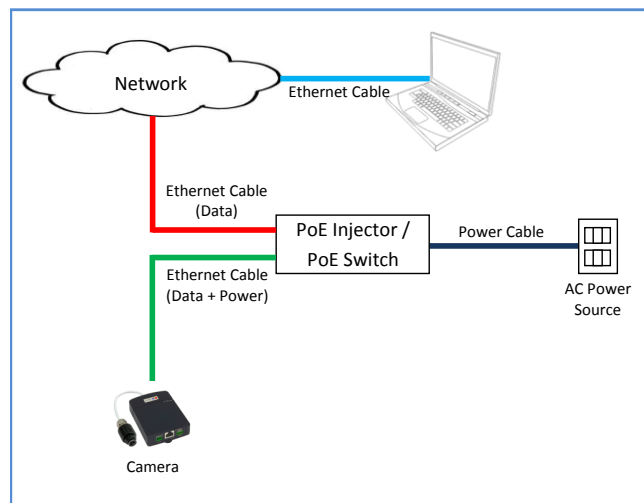 Network
Ethernet Cable
Ethernet Cable
(Data)
PoE Injector /
PoE Switch
Power Cable
Ethernet Cable
(Data + Power)
AC Power
Source
Camera